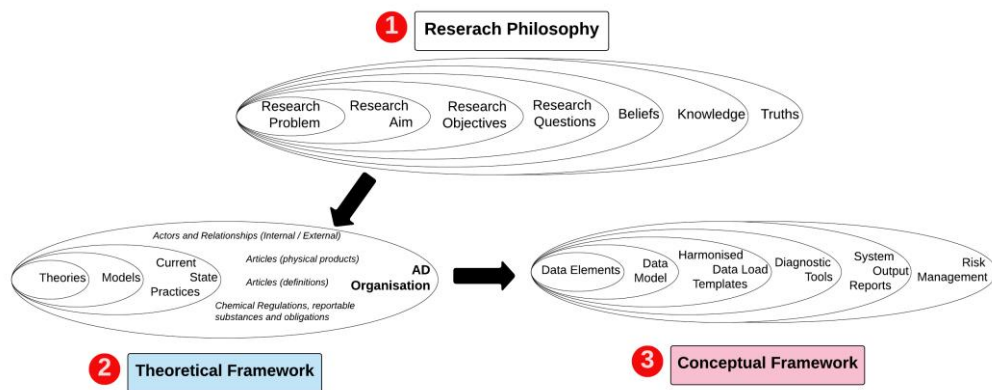 1 Reserach Philosophy
Research Problem
Research Aim
Research Objectives
Research Questions
Beliefs
Knowledge
Truths
Theories
Models
Current State Practices
Actors and Relationships (Internal / External)
Articles (physical products)
Articles (definitions)
Chemical Regulations, reportable
substances and obligations
AD
Organisation
2 Theoretical Framework
Data Elements
Data
Model
Harmonised
Data Load
Templates
Diagnostic
Tools
System
Output
Reports
Risk
Management
3 Conceptual Framework